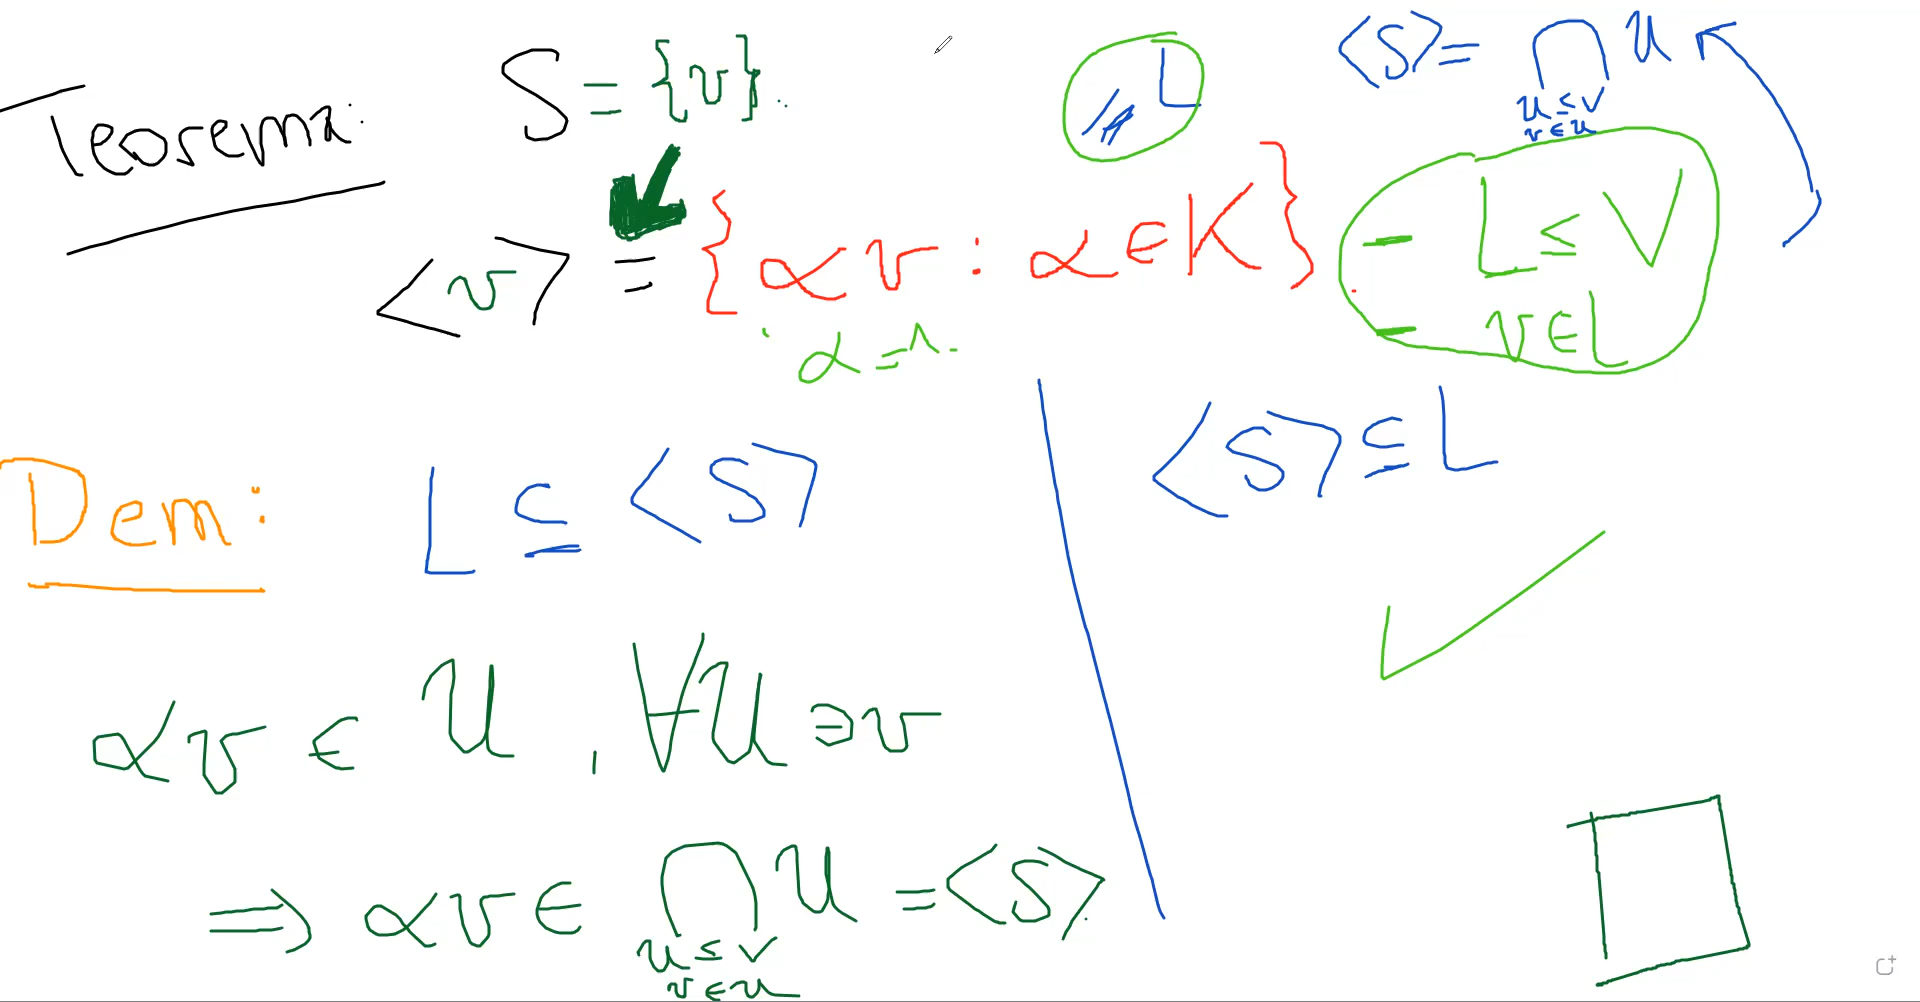 Teorema:
S = {v}.
L
<S> = ⋂ U
U ≤ V
v ∈ U
<v> = {αv : α ∈ K}
- L ≤ V
- v ∈ L
α = 1.
Dem:
L ⊆ <S>
<S> ⊆ L
αv ∈ U , ∀U ∋ v
⇒ αv ∈ ⋂ U = <S>.
U ≤ V
v ∈ U